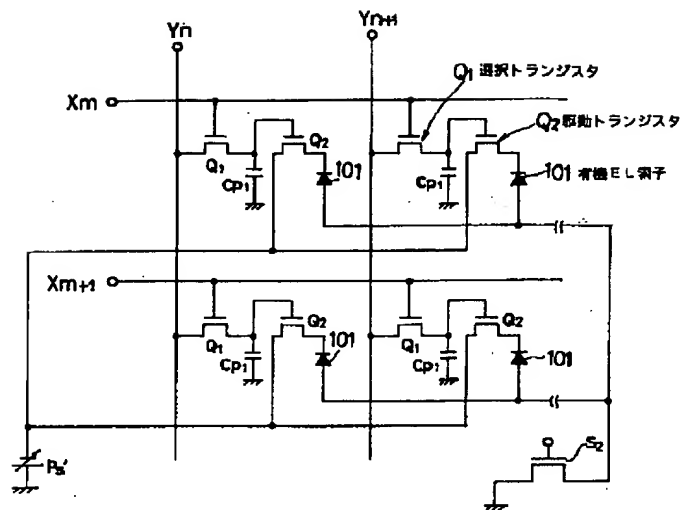 Yn
Yn+1
Q1 選択トランジスタ
Xm
Q2 駆動トランジスタ
Q2
Q1
Cp1
101
Cp1
101 有機EL素子
Xm+1
Q2
Q1
Cp1
101
Q2
Q1
Cp1
101
Ps'
S2